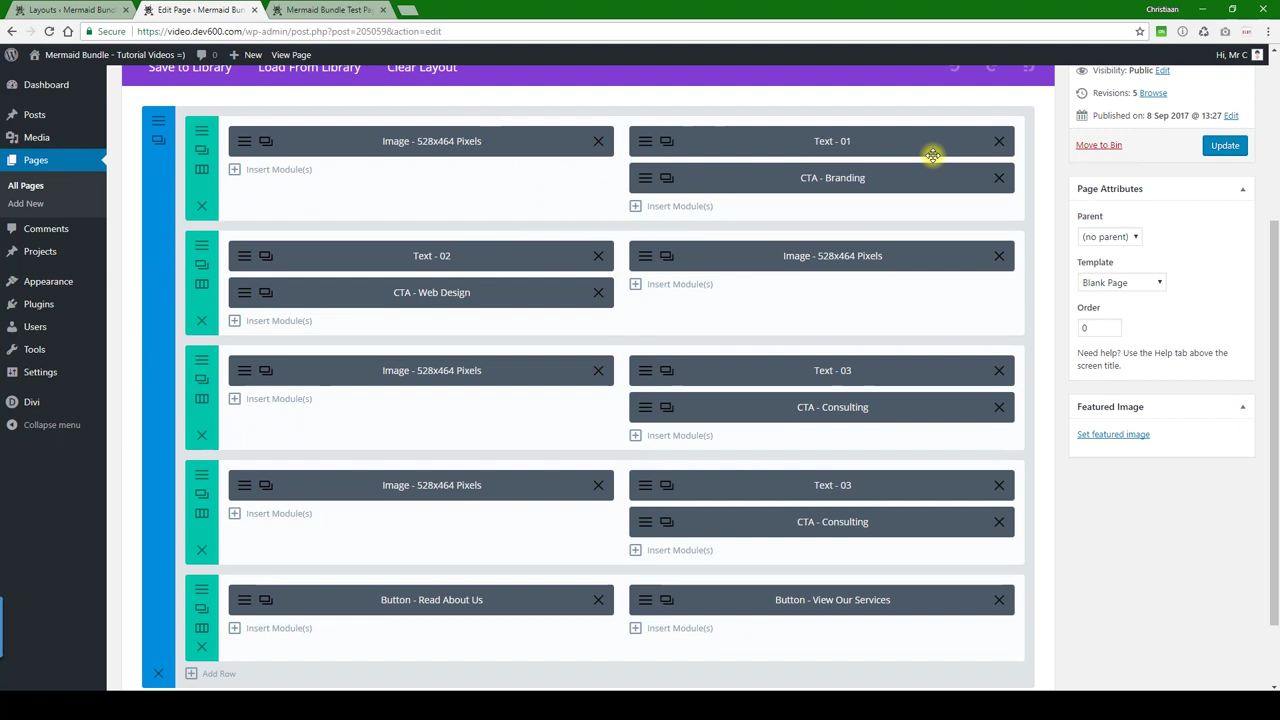 Layouts ‹ Mermaid Bundle
Edit Page ‹ Mermaid Bun
Mermaid Bundle Test Pa
Christiaan
Secure
https://video.dev600.com/wp-admin/post.php?post=205059&action=edit
Mermaid Bundle - Tutorial Videos =)
0
New
View Page
Hi, Mr C
Dashboard
Posts
Media
Pages
All Pages
Add New
Comments
Projects
Appearance
Plugins
Users
Tools
Settings
Divi
Collapse menu
Save to Library
Load From Library
Clear Layout
Image - 528x464 Pixels
Insert Module(s)
Text - 01
CTA - Branding
Insert Module(s)
Text - 02
CTA - Web Design
Insert Module(s)
Image - 528x464 Pixels
Insert Module(s)
Image - 528x464 Pixels
Insert Module(s)
Text - 03
CTA - Consulting
Insert Module(s)
Image - 528x464 Pixels
Insert Module(s)
Text - 03
CTA - Consulting
Insert Module(s)
Button - Read About Us
Insert Module(s)
Button - View Our Services
Insert Module(s)
Add Row
Visibility: Public Edit
Revisions: 5 Browse
Published on: 8 Sep 2017 @ 13:27 Edit
Move to Bin
Update
Page Attributes
Parent
(no parent)
Template
Blank Page
Order
0
Need help? Use the Help tab above the
screen title.
Featured Image
Set featured image